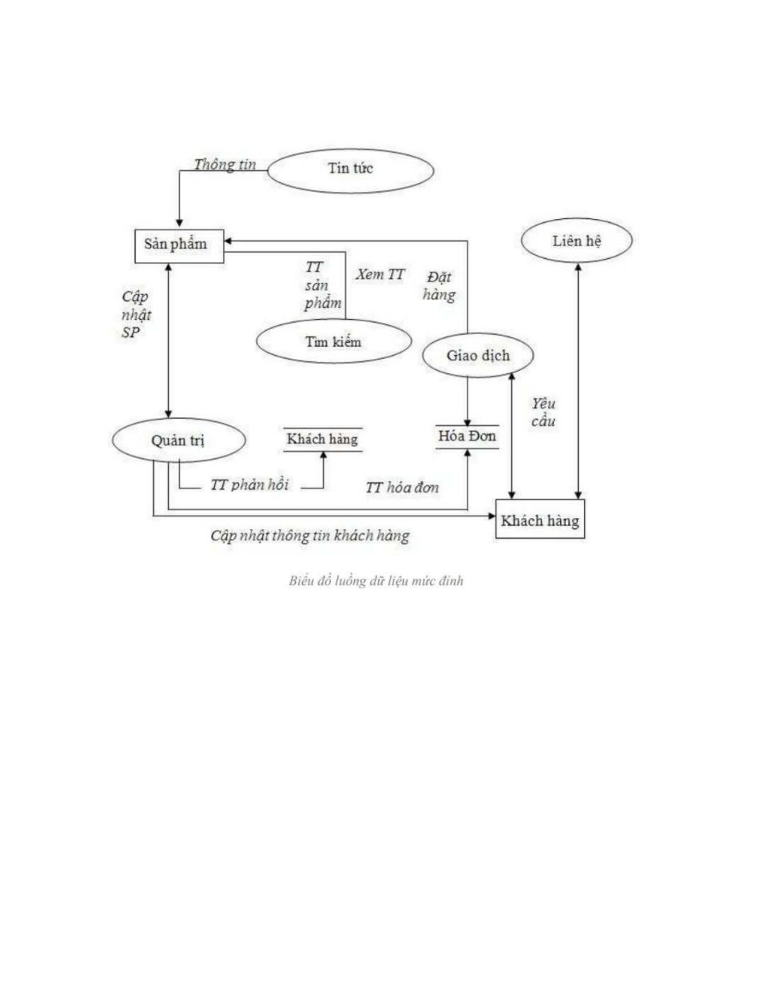 Thông tin
Tin tức
Sản phẩm
Liên hệ
TT
sản
phẩm
Xem TT
Đặt
hàng
Cập
nhật
SP
Tìm kiếm
Giao dịch
Yêu
cầu
Quản trị
Khách hàng
Hóa Đơn
TT phản hồi
TT hóa đơn
Khách hàng
Cập nhật thông tin khách hàng
Biểu đồ luồng dữ liệu mức đỉnh